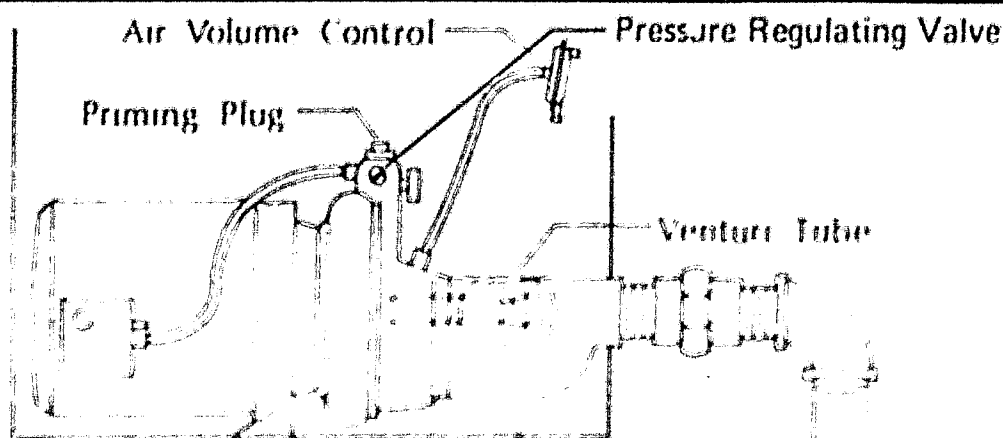 Air Volume Control
Pressure Regulating Valve
Priming Plug
Venturi Tube